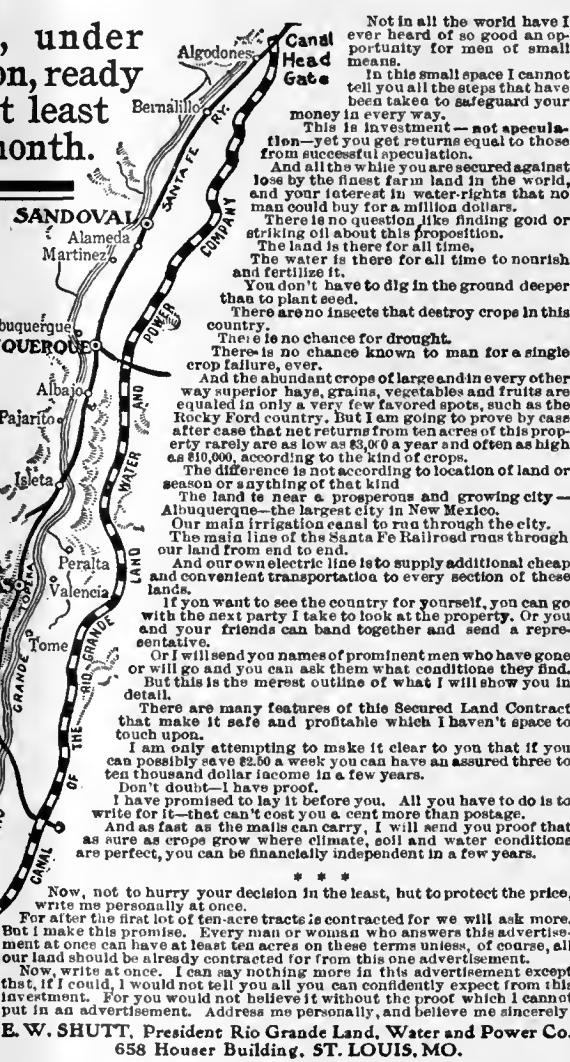 , under
on, ready
t least
nonth.
Algodones
Canal
Head
Gate
Bernalillo
RY.
SANTA FE
SANDOVAL
Alameda
Martinez
COMPANY
POWER
buquerque
QUERQUE
Albajo
Pajarito
AND
WATER
Isleta
LAND
Peralta
Valencia
TOPEKA
Tome
GRANDE
RIO GRANDE
THE
OF
CANAL
Not in all the world have I
ever heard of so good an op-
portunity for men of small
means.
In this small space I cannot
tell you all the steps that have
been taken to safeguard your
money in every way.
This is investment—not specula-
tion—yet you get returns equal to those
from successful speculation.
And all the while you are secured against
lose by the finest farm land in the world,
and your interest in water-rights that no
man could buy for a million dollars.
There is no question like finding gold or
striking oil about this proposition.
The land is there for all time.
The water is there for all time to nourish
and fertilize it.
You don't have to dig in the ground deeper
than to plant seed.
There are no insects that destroy crops in this
country.
There is no chance for drought.
There is no chance known to man for a single
crop failure, ever.
And the abundant crops of large and in every other
way superior hays, grains, vegetables and fruits are
equaled in only a very few favored spots, such as the
Rocky Ford country. But I am going to prove by case
after case that net returns from ten acres of this prop-
erty rarely are as low as $3,000 a year and often as high
as $10,000, according to the kind of crops.
The difference is not according to location of land or
season or anything of that kind
The land is near a prosperous and growing city—
Albuquerque—the largest city in New Mexico.
Our main irrigation canal to run through the city.
The main line of the Santa Fe Railroad runs through
our land from end to end.
And our own electric line is to supply additional cheap
and convenient transportation to every section of these
lands.
If you want to see the country for yourself, you can go
with the next party I take to look at the property. Or you
and your friends can band together and send a repre-
sentative.
Or I will send you names of prominent men who have gone
or will go and you can ask them what conditions they find.
But this is the merest outline of what I will show you in
detail.
There are many features of this Secured Land Contract
that make it safe and profitable which I haven't space to
touch upon.
I am only attempting to make it clear to you that if you
can possibly save $2.50 a week you can have an assured three to
ten thousand dollar income in a few years.
Don't doubt—I have proof.
I have promised to lay it before you. All you have to do is to
write for it—that can't cost you a cent more than postage.
And as fast as the mails can carry, I will send you proof that
as sure as crops grow where climate, soil and water conditions
are perfect, you can be financially independent in a few years.
* * *
Now, not to hurry your decision in the least, but to protect the price,
write me personally at once.
For after the first lot of ten-acre tracts is contracted for we will ask more.
But I make this promise. Every man or woman who answers this advertise-
ment at once can have at least ten acres on these terms unless, of course, all
our land should be already contracted for from this one advertisement.
Now, write at once. I can say nothing more in this advertisement except
that, if I could, I would not tell you all you can confidently expect from this
investment. For you would not believe it without the proof which I cannot
put in an advertisement. Address me personally, and believe me sincerely
E. W. SHUTT, President Rio Grande Land, Water and Power Co.
658 Houser Building, ST. LOUIS, MO.